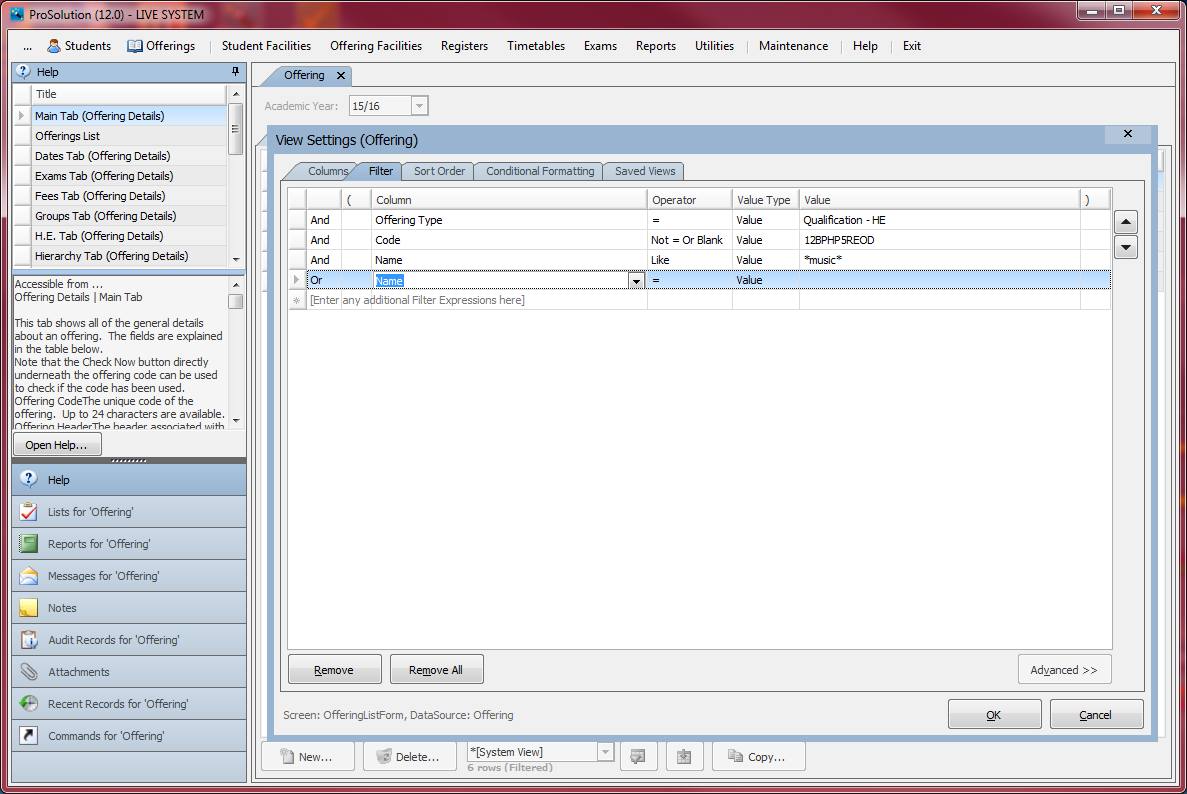 ProSolution (12.0) - LIVE SYSTEM
... Students Offerings Student Facilities Offering Facilities Registers Timetables Exams Reports Utilities Maintenance Help Exit
Help
Title
Main Tab (Offering Details)
Offerings List
Dates Tab (Offering Details)
Exams Tab (Offering Details)
Fees Tab (Offering Details)
Groups Tab (Offering Details)
H.E. Tab (Offering Details)
Hierarchy Tab (Offering Details)
Accessible from ...
Offering Details | Main Tab
This tab shows all of the general details
about an offering. The fields are explained
in the table below.
Note that the Check Now button directly
underneath the offering code can be used
to check if the code has been used.
Offering CodeThe unique code of the
offering. Up to 24 characters are available.
Offering HeaderThe header associated with
Open Help...
Help
Lists for 'Offering'
Reports for 'Offering'
Messages for 'Offering'
Notes
Audit Records for 'Offering'
Attachments
Recent Records for 'Offering'
Commands for 'Offering'
Offering
Academic Year: 15/16
View Settings (Offering)
Columns Filter Sort Order Conditional Formatting Saved Views
( Column Operator Value Type Value )
And Offering Type = Value Qualification - HE
And Code Not = Or Blank Value 12BPHP5REOD
And Name Like Value *music*
Or Name = Value
[Enter any additional Filter Expressions here]
Remove Remove All Advanced >>
Screen: OfferingListForm, DataSource: Offering
OK Cancel
New... Delete... *[System View] Copy...
6 rows (Filtered)